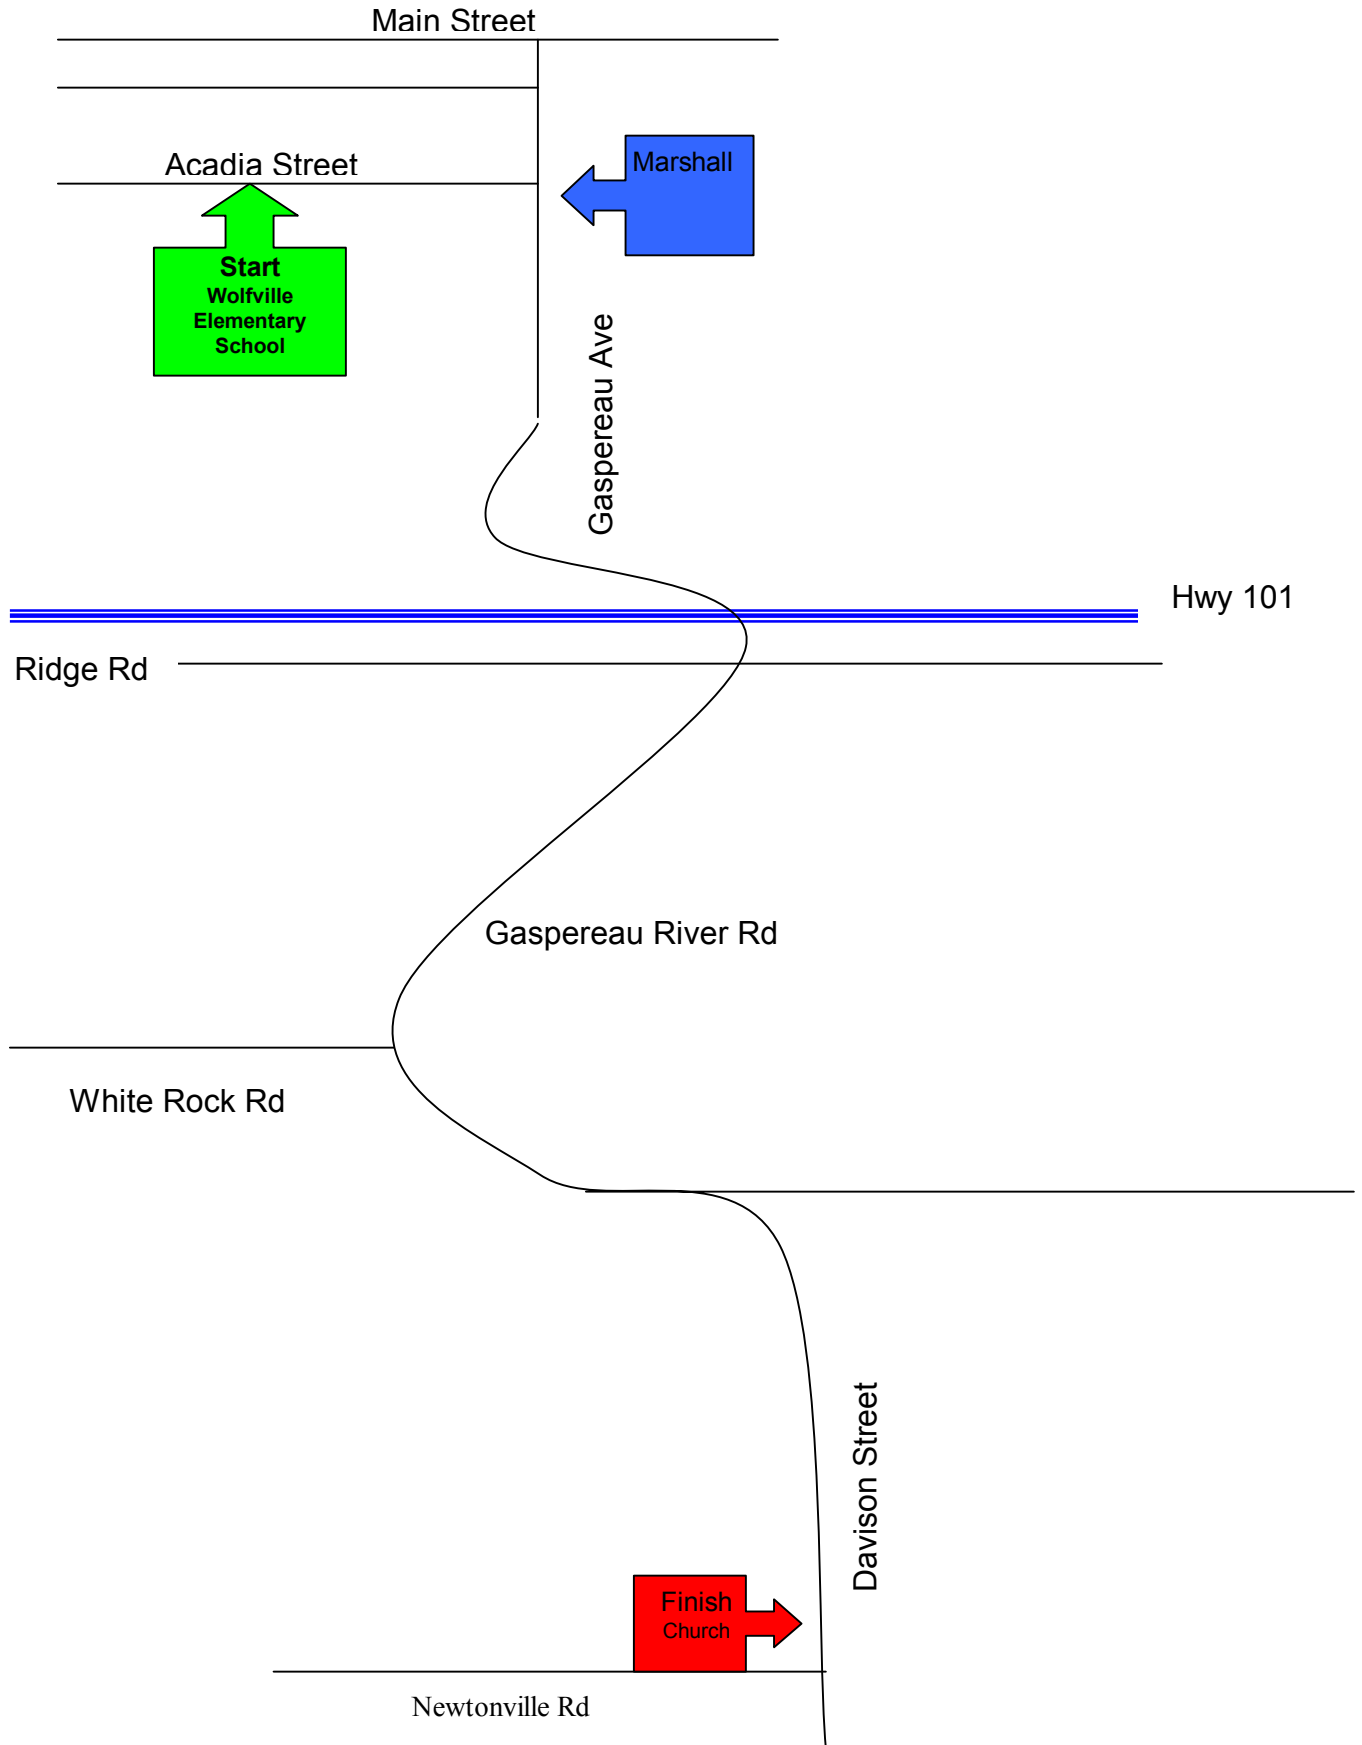 Main Street
Acadia Street
Marshall
Start
Wolfville
Elementary
School
Gaspereau Ave
Hwy 101
Ridge Rd
Gaspereau River Rd
White Rock Rd
Davison Street
Finish
Church
Newtonville Rd